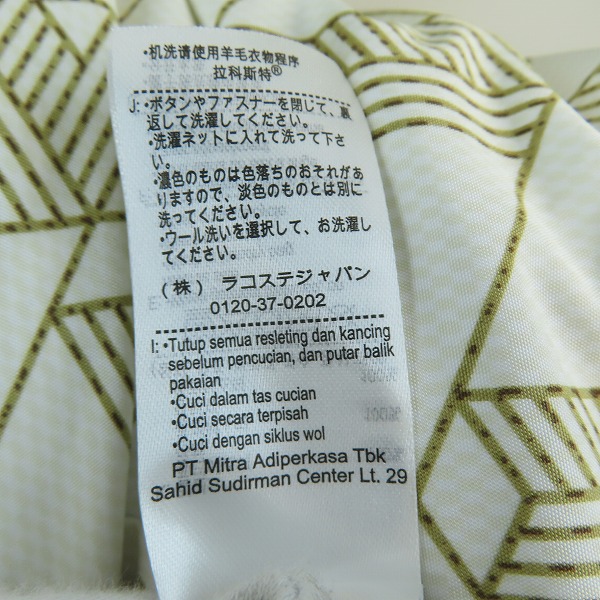 •机洗请使用羊毛衣物程序
拉科斯特®
J:•ボタンやファスナーを閉じて、裏
返して洗濯してください。
•洗濯ネットに入れて洗って下さ
い。
•濃色のものは色落ちのおそれがあ
りますので、淡色のものとは別に
洗ってください。
•ウール洗いを選択して、お洗濯し
てください。
(株) ラコステジャパン
0120-37-0202
I:•Tutup semua resleting dan kancing
sebelum pencucian, dan putar balik
pakaian
•Cuci dalam tas cucian
•Cuci secara terpisah
•Cuci dengan siklus wol
PT Mitra Adiperkasa Tbk
Sahid Sudirman Center Lt. 29